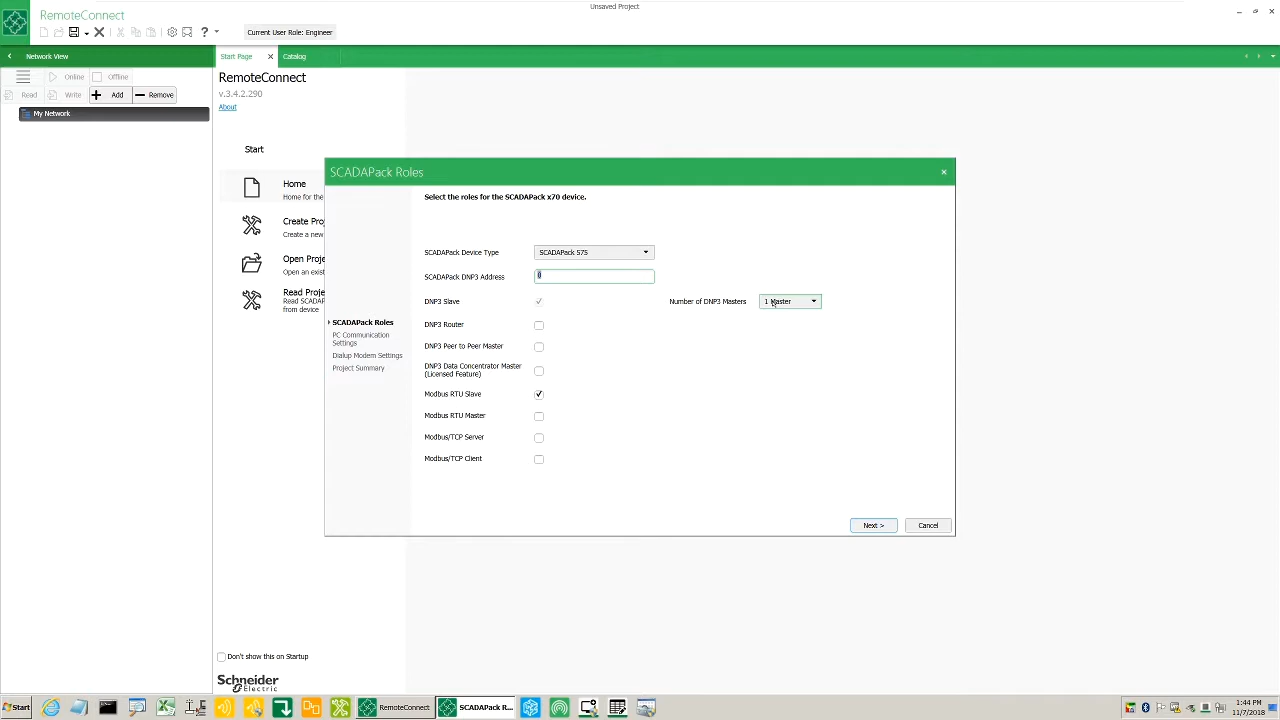 Unsaved Project
RemoteConnect
Current User Role: Engineer
Network View
Start Page
Catalog
Online
Offline
Read
Write
Add
Remove
My Network
RemoteConnect
v.3.4.2.290
About
Start
Home
Home for the
Create Proj
Create a new
Open Proje
Open an exist
Read Proje
Read SCADAP
from device
SCADAPack Roles
Select the roles for the SCADAPack x70 device.
SCADAPack Device Type
SCADAPack 575
SCADAPack DNP3 Address
0
DNP3 Slave
Number of DNP3 Masters
1 Master
SCADAPack Roles
PC Communication
Settings
Dialup Modem Settings
Project Summary
DNP3 Router
DNP3 Peer to Peer Master
DNP3 Data Concentrator Master
(Licensed Feature)
Modbus RTU Slave
Modbus RTU Master
Modbus/TCP Server
Modbus/TCP Client
Next >
Cancel
Don't show this on Startup
Schneider
Electric
Start
RemoteConnect
SCADAPack R...
1:44 PM
11/7/2018